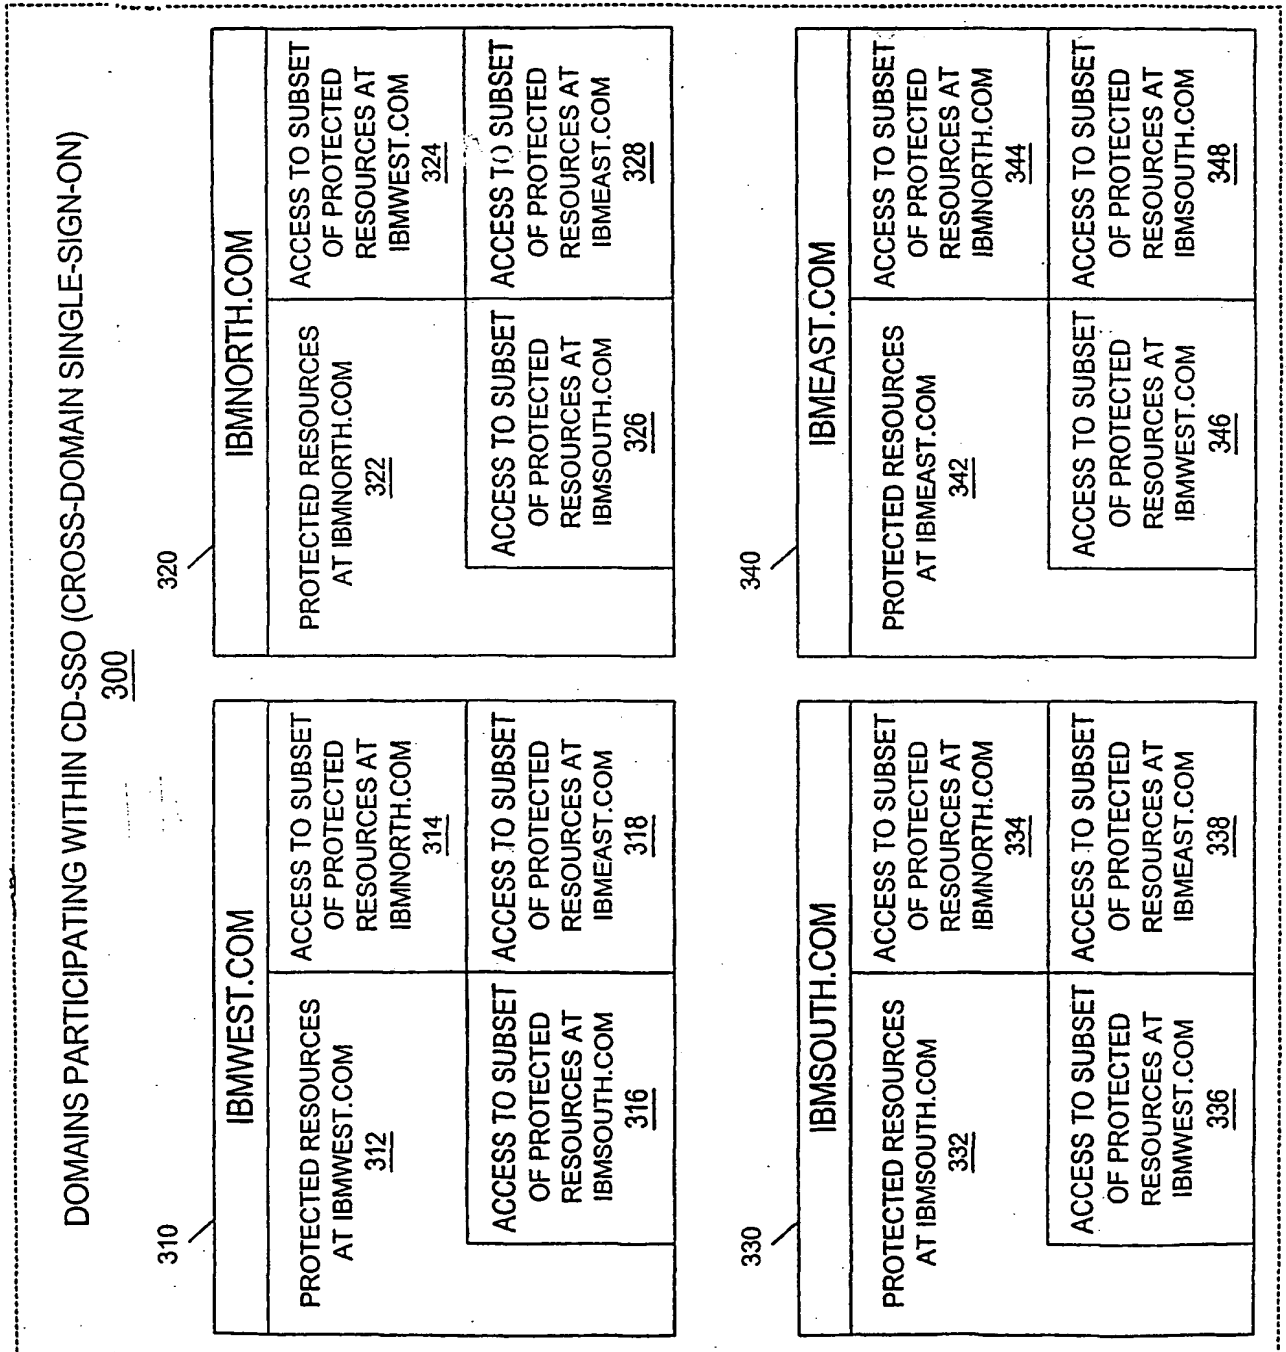 DOMAINS PARTICIPATING WITHIN CD-SSO (CROSS-DOMAIN SINGLE-SIGN-ON)
300
310
IBMWEST.COM
PROTECTED RESOURCES
AT IBMWEST.COM
312
ACCESS TO SUBSET
OF PROTECTED
RESOURCES AT
IBMNORTH.COM
314
ACCESS TO SUBSET
OF PROTECTED
RESOURCES AT
IBMSOUTH.COM
316
ACCESS TO SUBSET
OF PROTECTED
RESOURCES AT
IBMEAST.COM
318
320
IBMNORTH.COM
PROTECTED RESOURCES
AT IBMNORTH.COM
322
ACCESS TO SUBSET
OF PROTECTED
RESOURCES AT
IBMWEST.COM
324
ACCESS TO SUBSET
OF PROTECTED
RESOURCES AT
IBMSOUTH.COM
326
ACCESS TO SUBSET
OF PROTECTED
RESOURCES AT
IBMEAST.COM
328
330
IBMSOUTH.COM
PROTECTED RESOURCES
AT IBMSOUTH.COM
332
ACCESS TO SUBSET
OF PROTECTED
RESOURCES AT
IBMNORTH.COM
334
ACCESS TO SUBSET
OF PROTECTED
RESOURCES AT
IBMWEST.COM
336
ACCESS TO SUBSET
OF PROTECTED
RESOURCES AT
IBMEAST.COM
338
340
IBMEAST.COM
PROTECTED RESOURCES
AT IBMEAST.COM
342
ACCESS TO SUBSET
OF PROTECTED
RESOURCES AT
IBMNORTH.COM
344
ACCESS TO SUBSET
OF PROTECTED
RESOURCES AT
IBMWEST.COM
346
ACCESS TO SUBSET
OF PROTECTED
RESOURCES AT
IBMSOUTH.COM
348